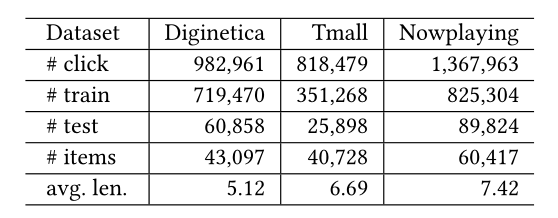 Dataset Diginetica Tmall Nowplaying
# click 982,961 818,479 1,367,963
# train 719,470 351,268 825,304
# test 60,858 25,898 89,824
# items 43,097 40,728 60,417
avg. len. 5.12 6.69 7.42